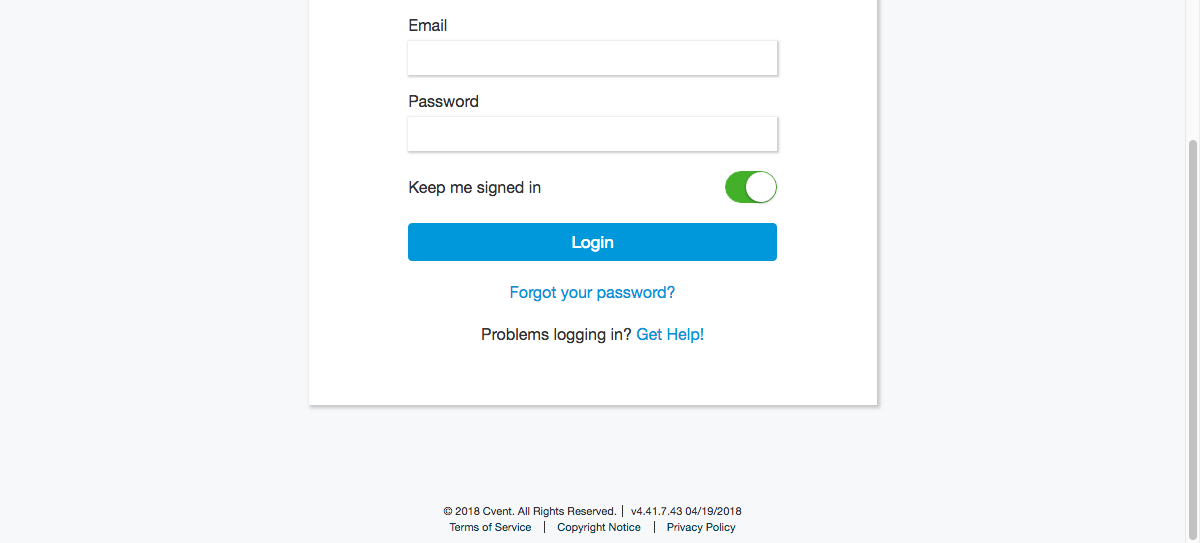 Email
Password
Keep me signed in
Login
Forgot your password?
Problems logging in? Get Help!
© 2018 Cvent. All Rights Reserved. | v4.41.7.43 04/19/2018
Terms of Service | Copyright Notice | Privacy Policy